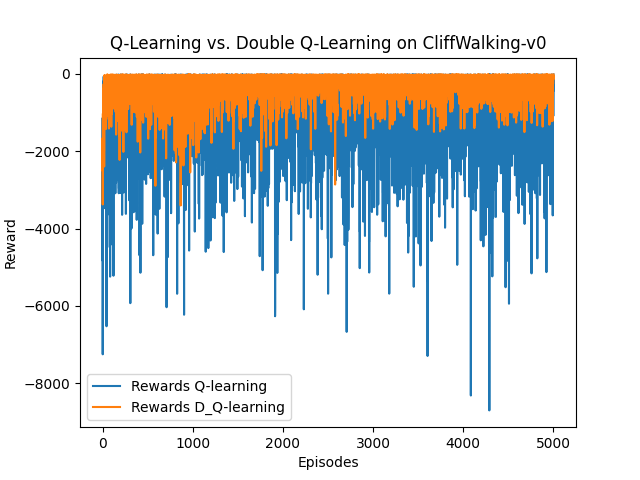 Q-Learning vs. Double Q-Learning on CliffWalking-v0
0
−2000
−4000
−6000
−8000
Reward
Rewards Q-learning
Rewards D_Q-learning
0 1000 2000 3000 4000 5000
Episodes